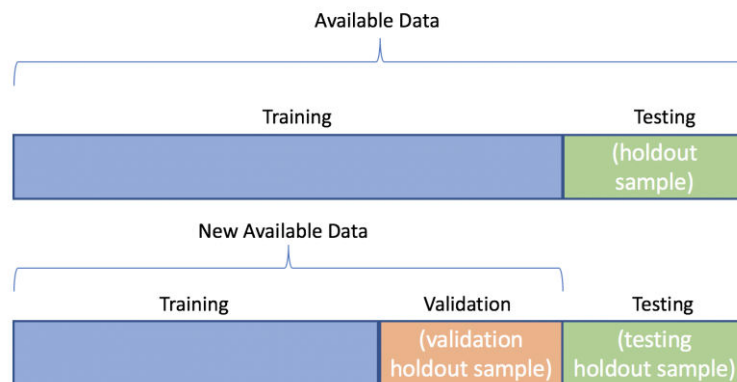 Available Data
Training Testing
(holdout
sample)
New Available Data
Training Validation Testing
(validation (testing
holdout sample) holdout sample)